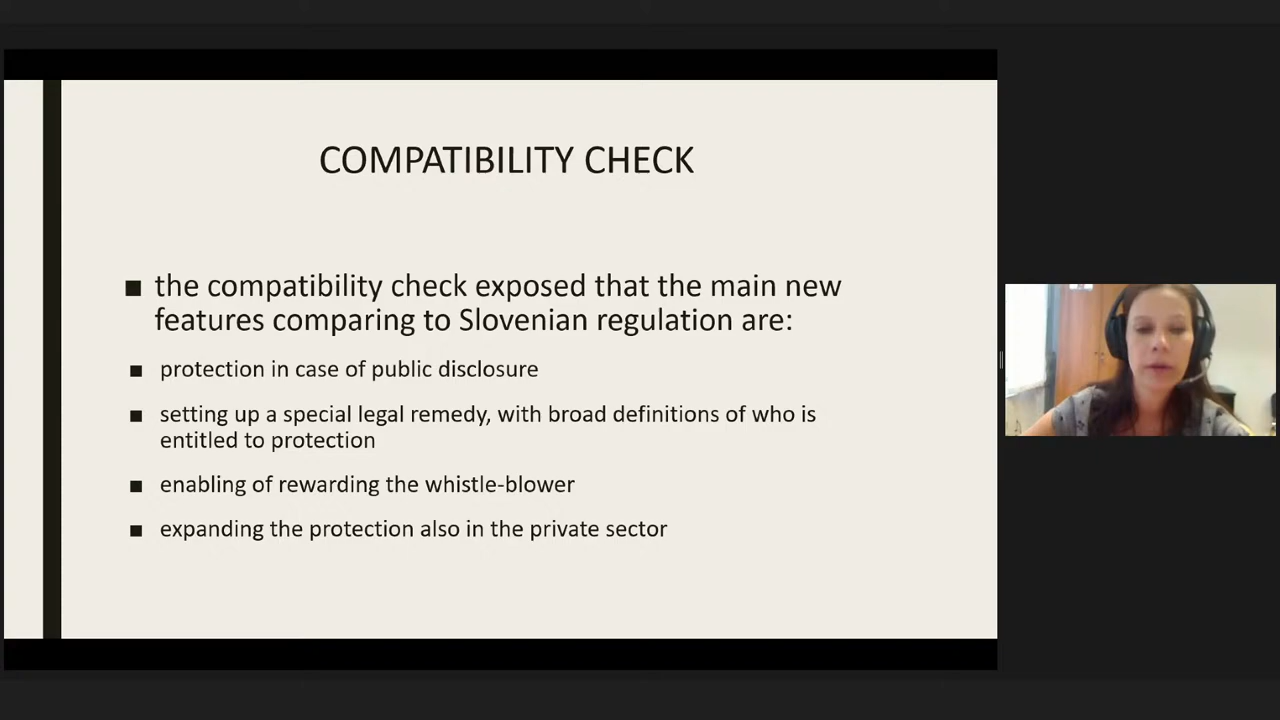 COMPATIBILITY CHECK
■ the compatibility check exposed that the main new
features comparing to Slovenian regulation are:
■ protection in case of public disclosure
■ setting up a special legal remedy, with broad definitions of who is
entitled to protection
■ enabling of rewarding the whistle-blower
■ expanding the protection also in the private sector